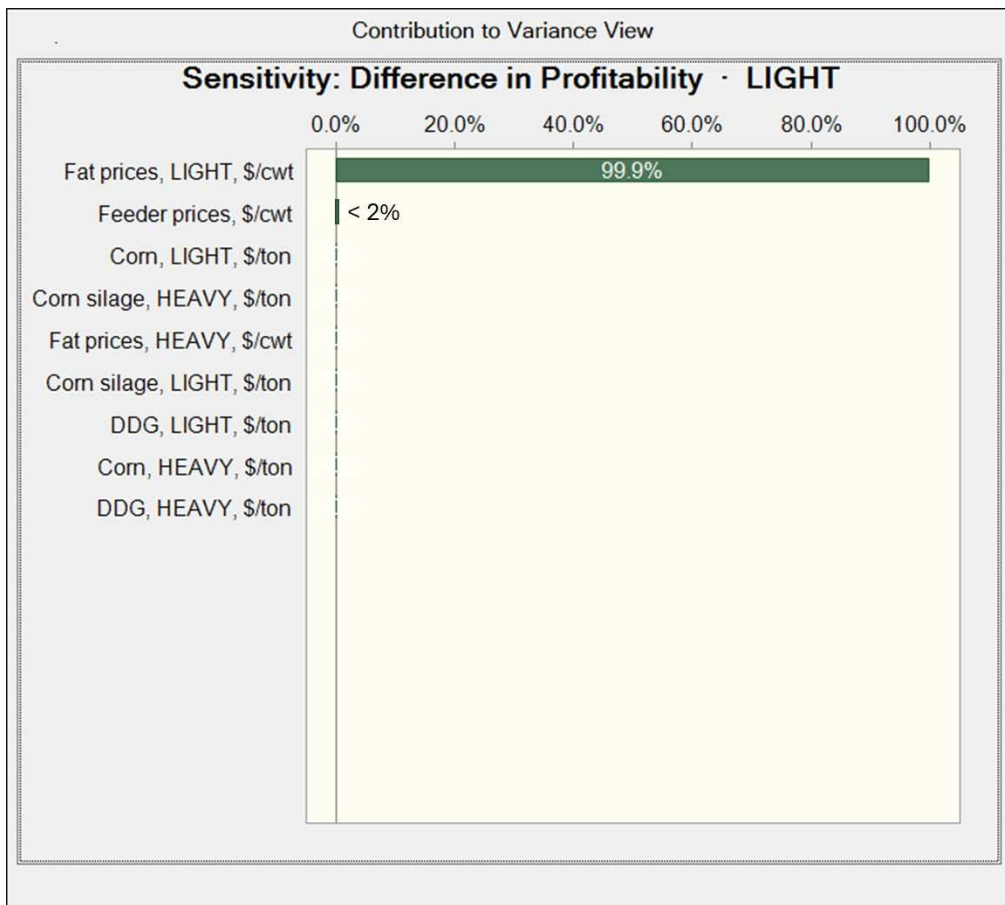 Contribution to Variance View
Sensitivity: Difference in Profitability · LIGHT
0.0% 20.0% 40.0% 60.0% 80.0% 100.0%
Fat prices, LIGHT, $/cwt 99.9%
Feeder prices, $/cwt < 2%
Corn, LIGHT, $/ton
Corn silage, HEAVY, $/ton
Fat prices, HEAVY, $/cwt
Corn silage, LIGHT, $/ton
DDG, LIGHT, $/ton
Corn, HEAVY, $/ton
DDG, HEAVY, $/ton